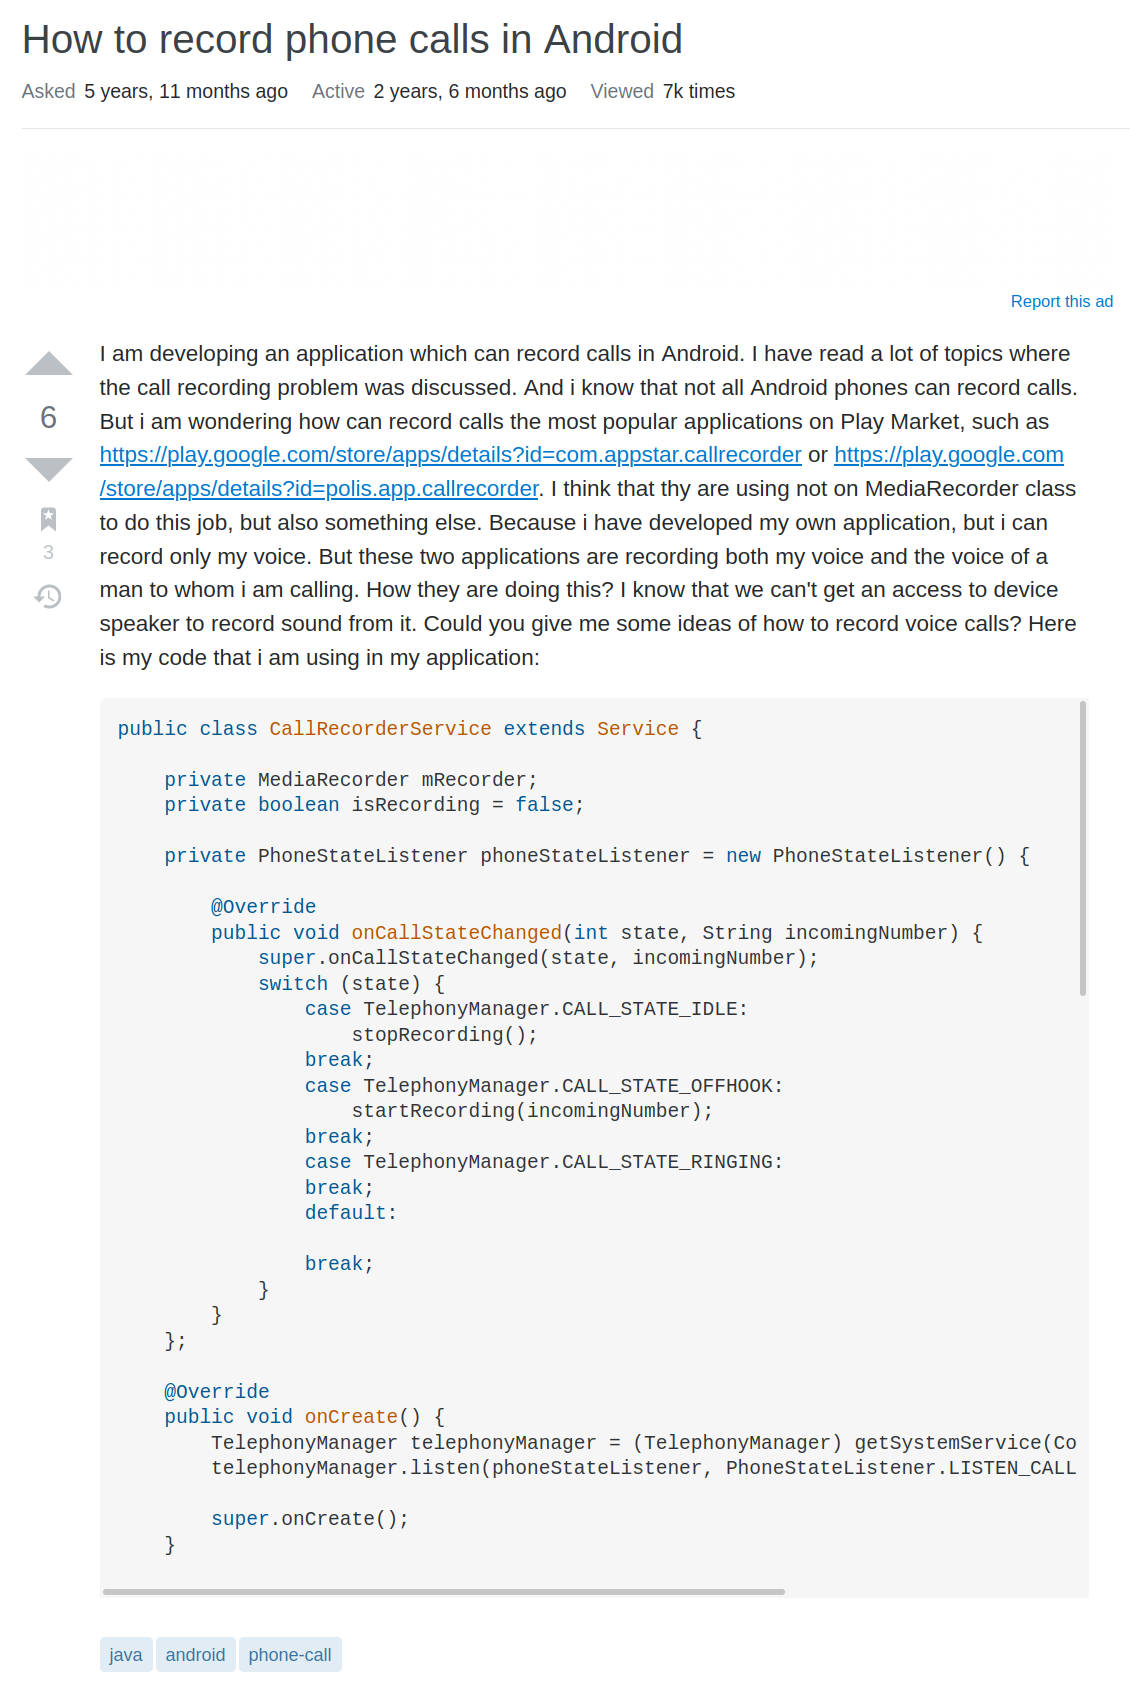 How to record phone calls in Android
Asked 5 years, 11 months ago Active 2 years, 6 months ago Viewed 7k times
Report this ad
I am developing an application which can record calls in Android. I have read a lot of topics where
the call recording problem was discussed. And i know that not all Android phones can record calls.
6
But i am wondering how can record calls the most popular applications on Play Market, such as
https://play.google.com/store/apps/details?id=com.appstar.callrecorder or https://play.google.com
/store/apps/details?id=polis.app.callrecorder. I think that thy are using not on MediaRecorder class
to do this job, but also something else. Because i have developed my own application, but i can
3
record only my voice. But these two applications are recording both my voice and the voice of a
man to whom i am calling. How they are doing this? I know that we can't get an access to device
speaker to record sound from it. Could you give me some ideas of how to record voice calls? Here
is my code that i am using in my application:
public class CallRecorderService extends Service {
private MediaRecorder mRecorder;
private boolean isRecording = false;
private PhoneStateListener phoneStateListener = new PhoneStateListener() {
@Override
public void onCallStateChanged(int state, String incomingNumber) {
super.onCallStateChanged(state, incomingNumber);
switch (state) {
case TelephonyManager.CALL_STATE_IDLE:
stopRecording();
break;
case TelephonyManager.CALL_STATE_OFFHOOK:
startRecording(incomingNumber);
break;
case TelephonyManager.CALL_STATE_RINGING:
break;
default:
break;
}
}
};
@Override
public void onCreate() {
TelephonyManager telephonyManager = (TelephonyManager) getSystemService(Co
telephonyManager.listen(phoneStateListener, PhoneStateListener.LISTEN_CALL
super.onCreate();
}
java android phone-call